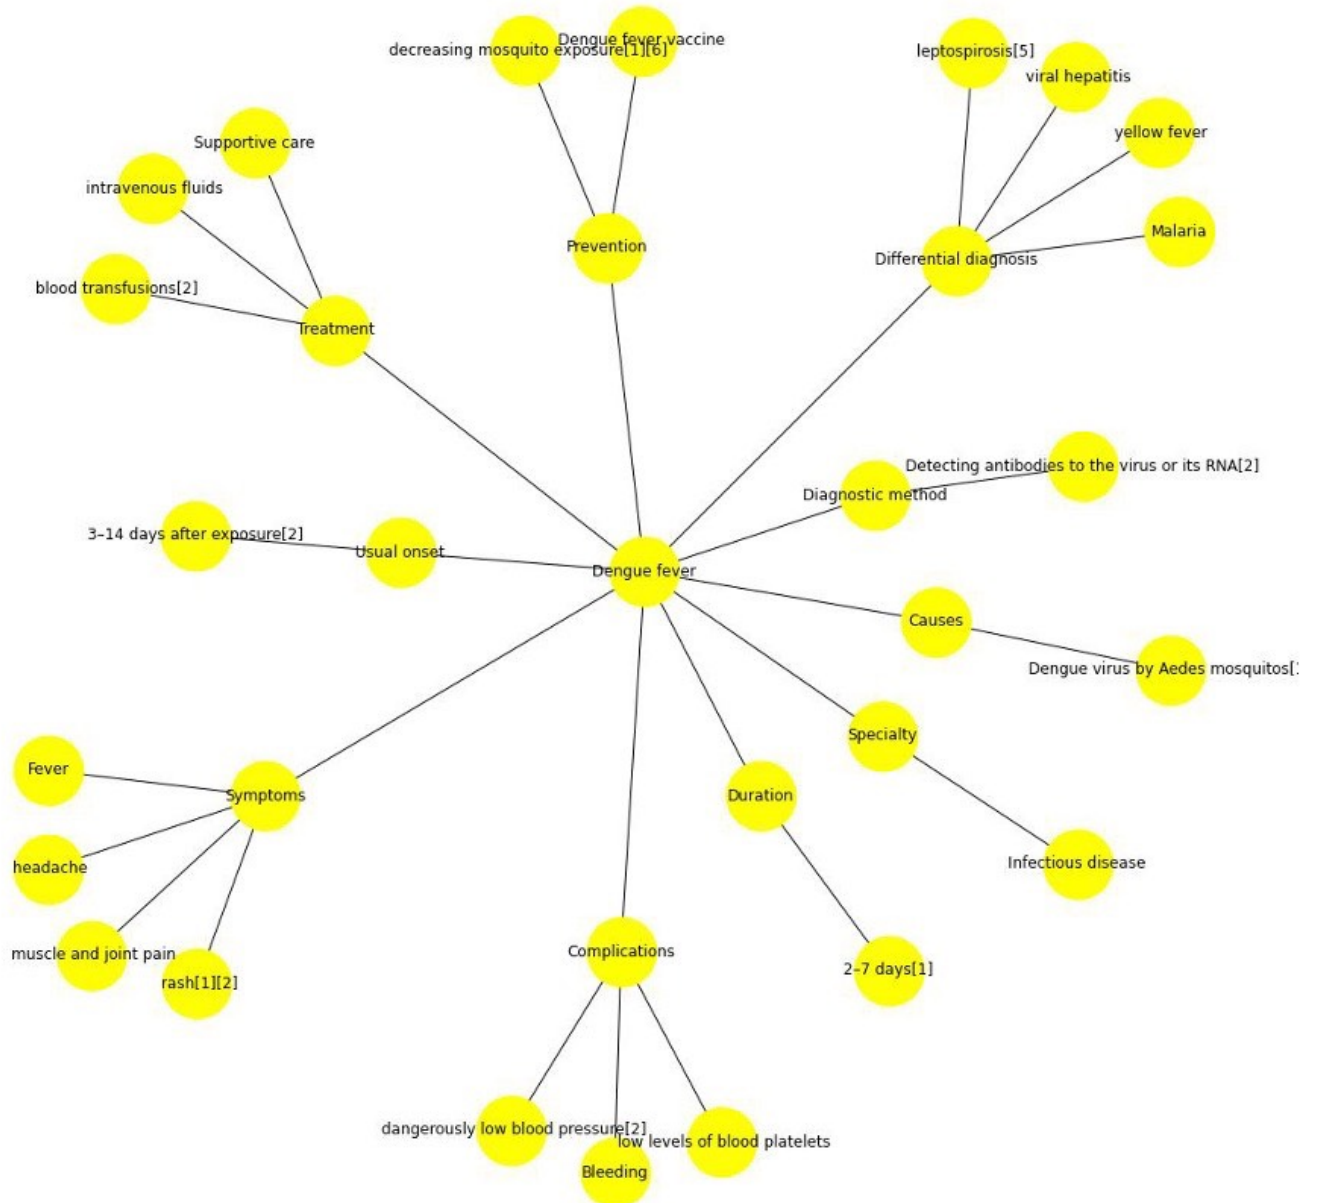 Dengue fever vaccine
decreasing mosquito exposure[1][6]
leptospirosis[5]
viral hepatitis
yellow fever
Supportive care
intravenous fluids
Malaria
Prevention
Differential diagnosis
blood transfusions[2]
Treatment
Detecting antibodies to the virus or its RNA[2]
Diagnostic method
3–14 days after exposure[2]
Usual onset
Dengue fever
Causes
Dengue virus by Aedes mosquitos[
Specialty
Fever
Symptoms
Duration
headache
Infectious disease
muscle and joint pain
Complications
2–7 days[1]
rash[1][2]
dangerously low blood pressure[2]
low levels of blood platelets
Bleeding